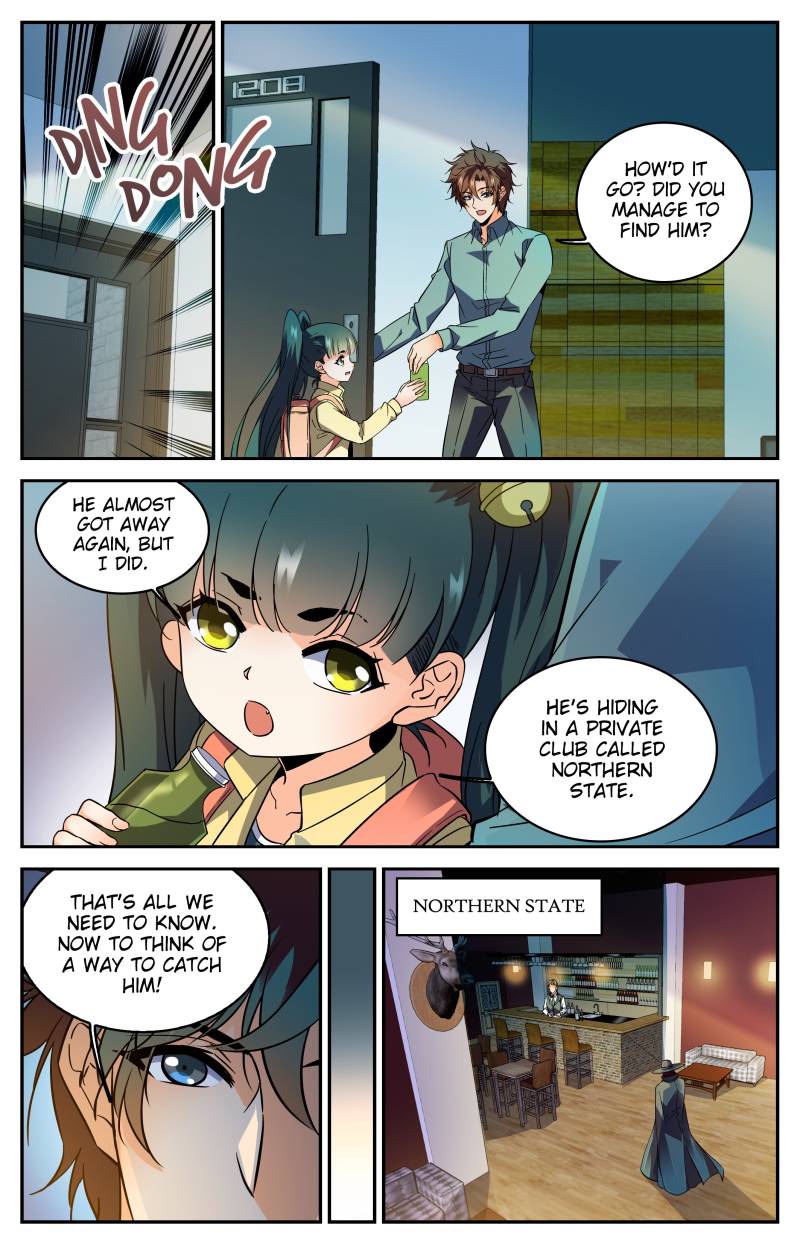 DING
DONG
1208
HOW'D IT
GO? DID YOU
MANAGE TO
FIND HIM?
HE ALMOST
GOT AWAY
AGAIN, BUT
I DID.
HE'S HIDING
IN A PRIVATE
CLUB CALLED
NORTHERN
STATE.
THAT'S ALL WE
NEED TO KNOW.
NOW TO THINK OF
A WAY TO CATCH
HIM!
NORTHERN STATE